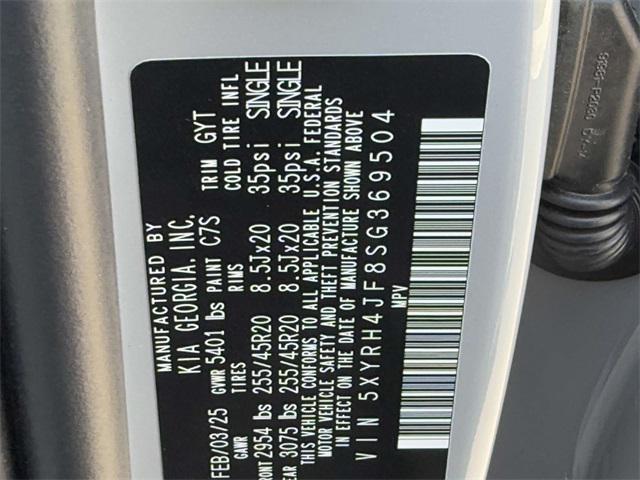 MANUFACTURED BY
KIA GEORGIA, INC.
FEB/03/25 GVWR 5401 lbs PAINT C7S TRIM GYT
GAWR TIRES RIMS COLD TIRE INFL
FRONT 2954 lbs 255/45R20 8.5Jx20 35psi SINGLE
REAR 3075 lbs 255/45R20 8.5Jx20 35psi SINGLE
THIS VEHICLE CONFORMS TO ALL APPLICABLE U.S.A. FEDERAL
MOTOR VEHICLE SAFETY AND THEFT PREVENTION STANDARDS
IN EFFECT ON THE DATE OF MANUFACTURE SHOWN ABOVE
VIN 5XYRH4JF8SG369504
MPV